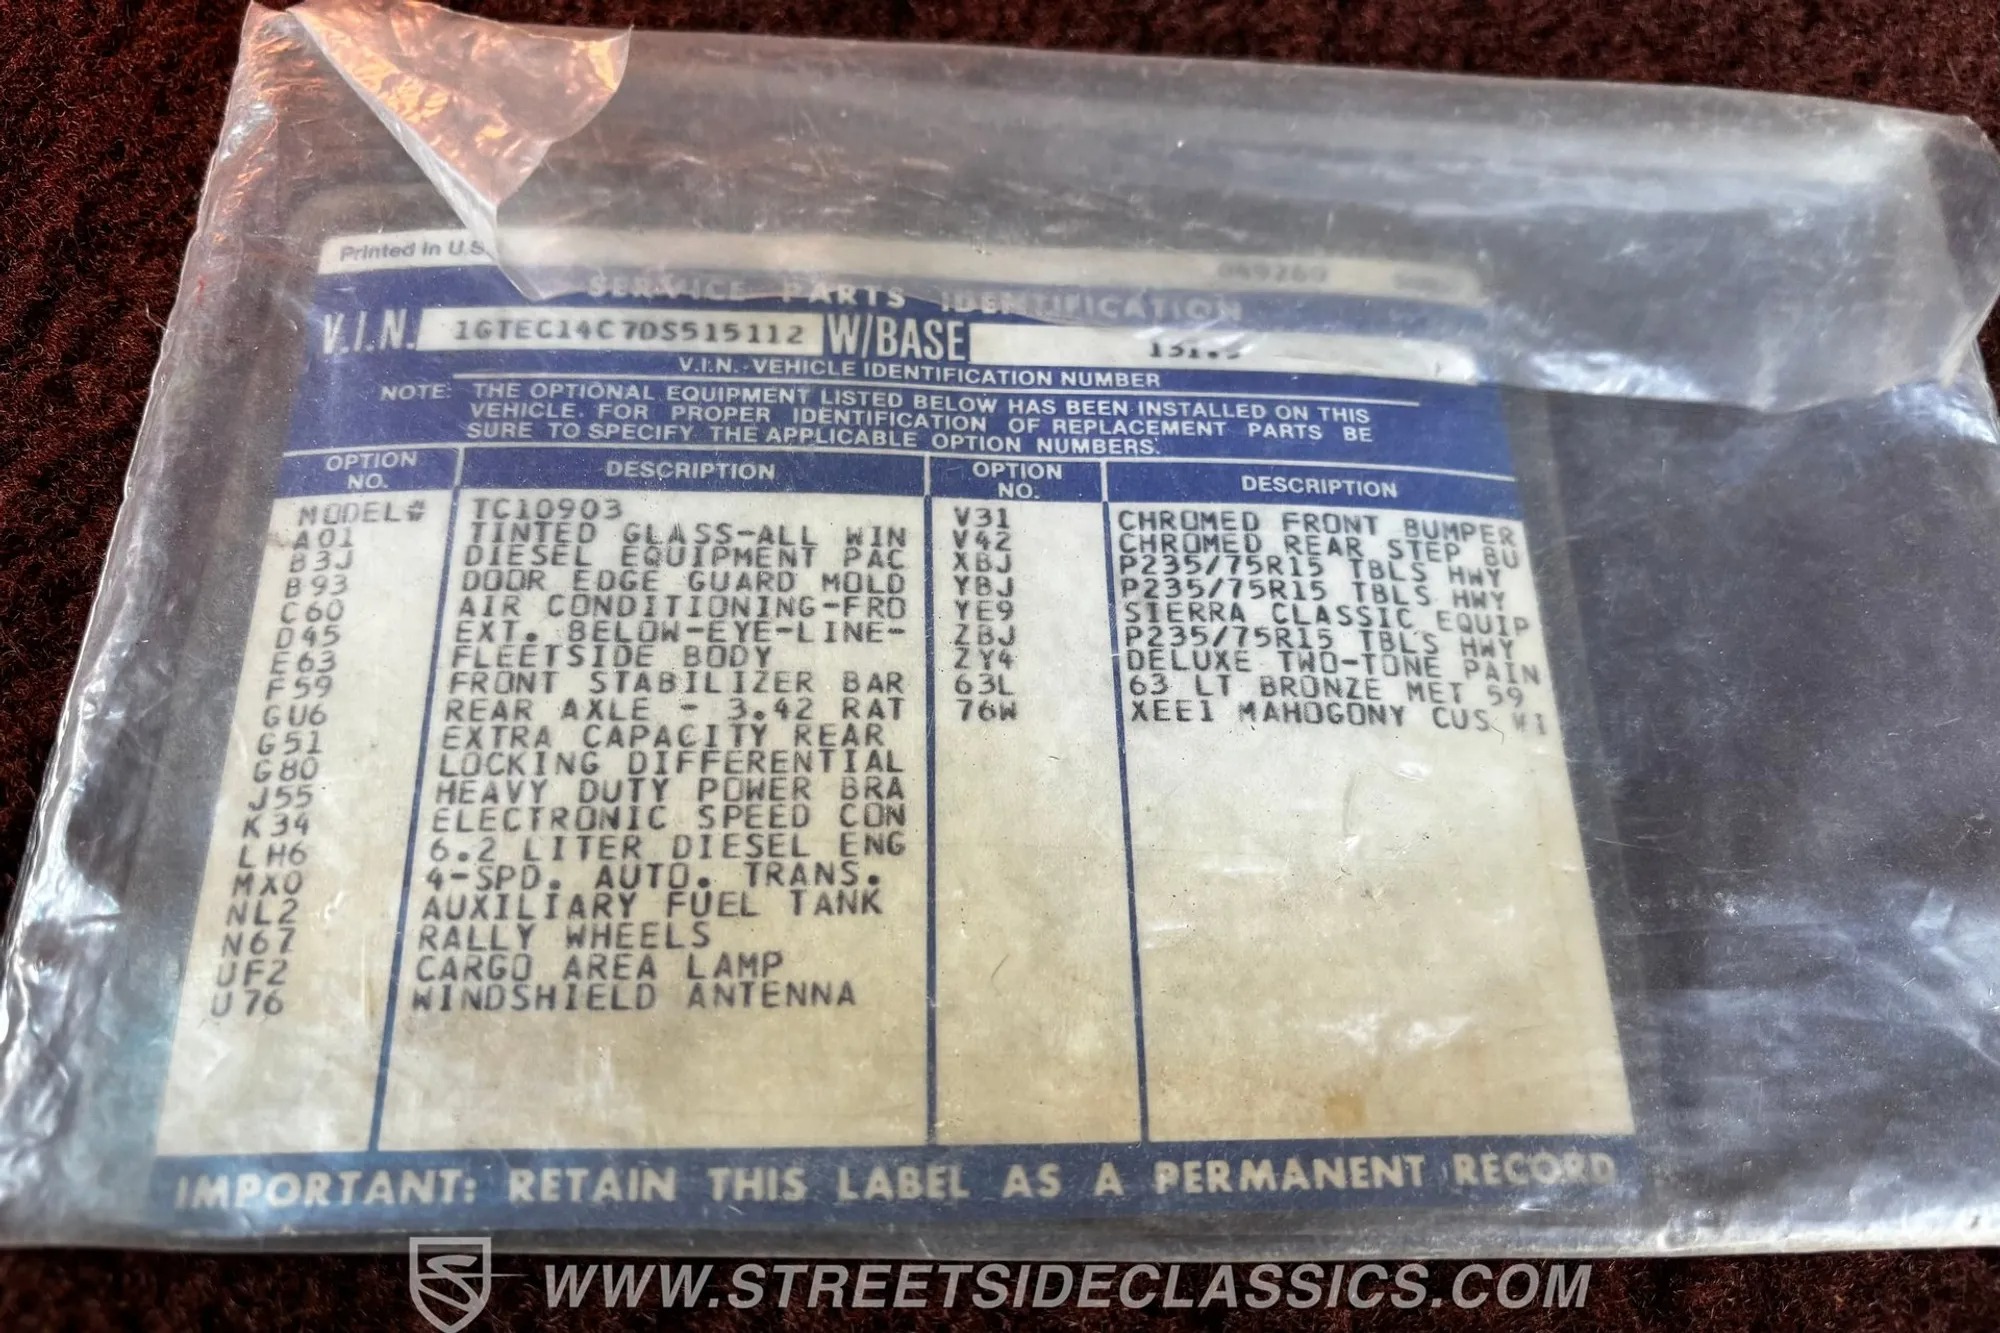 Printed in U.S.
SERVICE PARTS IDENTIFICATION
V.I.N. 1GTEC14C7DS515112 W/BASE 131.5
V.I.N.-VEHICLE IDENTIFICATION NUMBER
NOTE: THE OPTIONAL EQUIPMENT LISTED BELOW HAS BEEN INSTALLED ON THIS
VEHICLE. FOR PROPER IDENTIFICATION OF REPLACEMENT PARTS BE
SURE TO SPECIFY THE APPLICABLE OPTION NUMBERS.
OPTION NO. DESCRIPTION OPTION NO. DESCRIPTION
MODEL# TC10903
A01 TINTED GLASS-ALL WIN
B3J DIESEL EQUIPMENT PAC
B93 DOOR EDGE GUARD MOLD
C60 AIR CONDITIONING-FRO
D45 EXT. BELOW-EYE-LINE-
E63 FLEETSIDE BODY
F59 FRONT STABILIZER BAR
GU6 REAR AXLE - 3.42 RAT
G51 EXTRA CAPACITY REAR
G80 LOCKING DIFFERENTIAL
J55 HEAVY DUTY POWER BRA
K34 ELECTRONIC SPEED CON
LH6 6.2 LITER DIESEL ENG
MX0 4-SPD. AUTO. TRANS.
NL2 AUXILIARY FUEL TANK
N67 RALLY WHEELS
UF2 CARGO AREA LAMP
U76 WINDSHIELD ANTENNA
V31 CHROMED FRONT BUMPER
V42 CHROMED REAR STEP BU
XBJ P235/75R15 TBLS HWY
YBJ P235/75R15 TBLS HWY
YE9 SIERRA CLASSIC EQUIP
ZBJ P235/75R15 TBLS HWY
ZY4 DELUXE TWO-TONE PAIN
63L 63 LT BRONZE MET 59
76W XEE1 MAHOGONY CUS VI
IMPORTANT: RETAIN THIS LABEL AS A PERMANENT RECORD
WWW.STREETSIDECLASSICS.COM